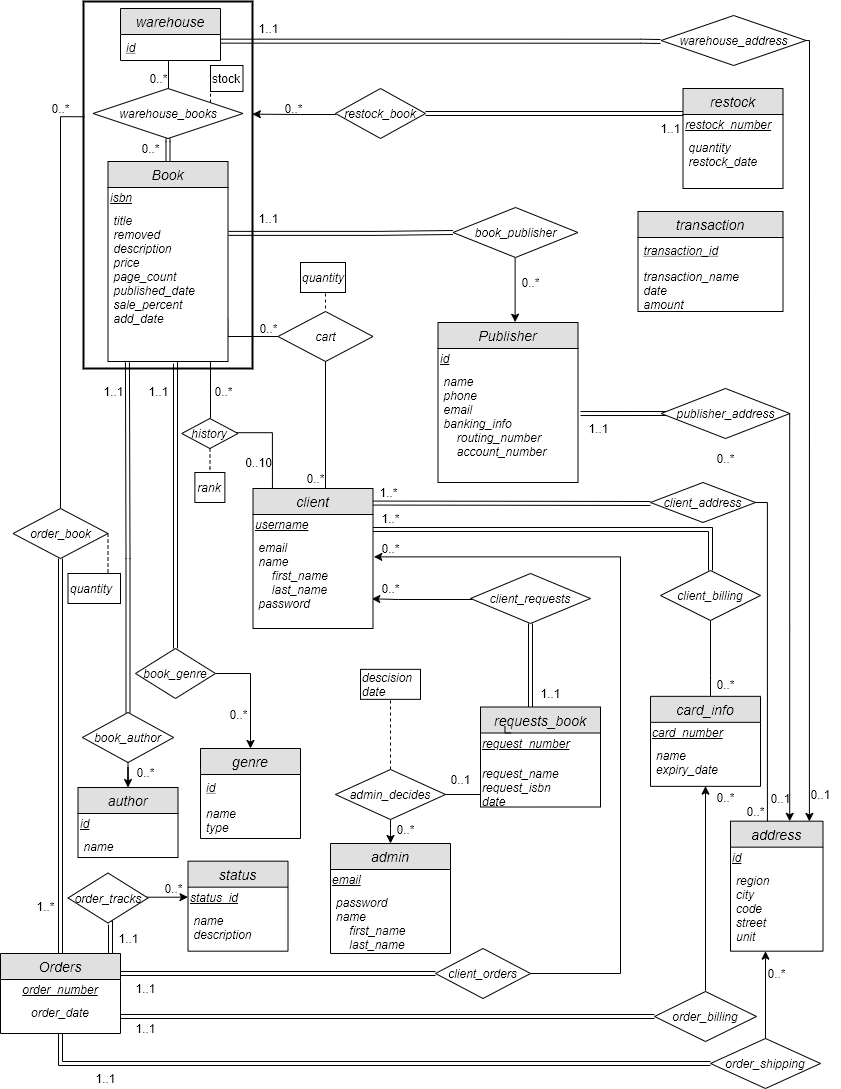 warehouse
id
1..1
warehouse_address
0..*
stock
warehouse_books
0..*
0..*
restock_book
1..1
restock
restock_number
quantity
restock_date
0..*
Book
isbn
title
removed
description
price
page_count
published_date
sale_percent
add_date
1..1
book_publisher
0..*
transaction
transaction_id
transaction_name
date
amount
quantity
0..*
cart
Publisher
id
name
phone
email
banking_info
routing_number
account_number
1..1
publisher_address
0..*
1..1
1..1
0..*
history
0..10
rank
0..*
client
username
email
name
first_name
last_name
password
1..*
client_address
1..*
0..*
0..*
client_requests
client_billing
order_book
quantity
book_genre
0..*
descision
date
1..1
requests_book
request_number
request_name
request_isbn
date
0..*
card_info
card_number
name
expiry_date
book_author
0..*
genre
id
name
type
admin_decides
0..1
0..*
0..*
0..*
0..1
0..1
author
id
name
address
id
region
city
code
street
unit
admin
email
password
name
first_name
last_name
order_tracks
0..*
status
status_id
name
description
1..*
1..1
Orders
order_number
order_date
1..1
client_orders
0..*
1..1
order_billing
1..1
order_shipping